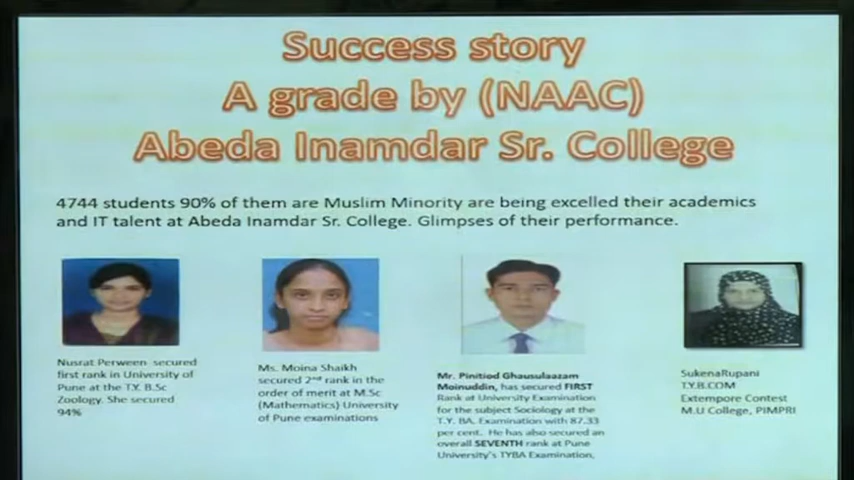 Success story
A grade by (NAAC)
Abeda Inamdar Sr. College
4744 students 90% of them are Muslim Minority are being excelled their academics
and IT talent at Abeda Inamdar Sr. College. Glimpses of their performance.
Nusrat Perween secured
first rank in University of
Pune at the T.Y. B.Sc
Zoology. She secured
94%
Ms. Moina Shaikh
secured 2nd rank in the
order of merit at M.Sc
(Mathematics) University
of Pune examinations
Mr. Pinitiod Ghausulaazam
Moinuddin, has secured FIRST
Rank at University Examination
for the subject Sociology at the
T.Y. BA. Examination with 87.33
per cent. He has also secured an
overall SEVENTH rank at Pune
University's TYBA Examination,
SukenaRupani
T.Y.B.COM
Extempore Contest
M.U College, PIMPRI